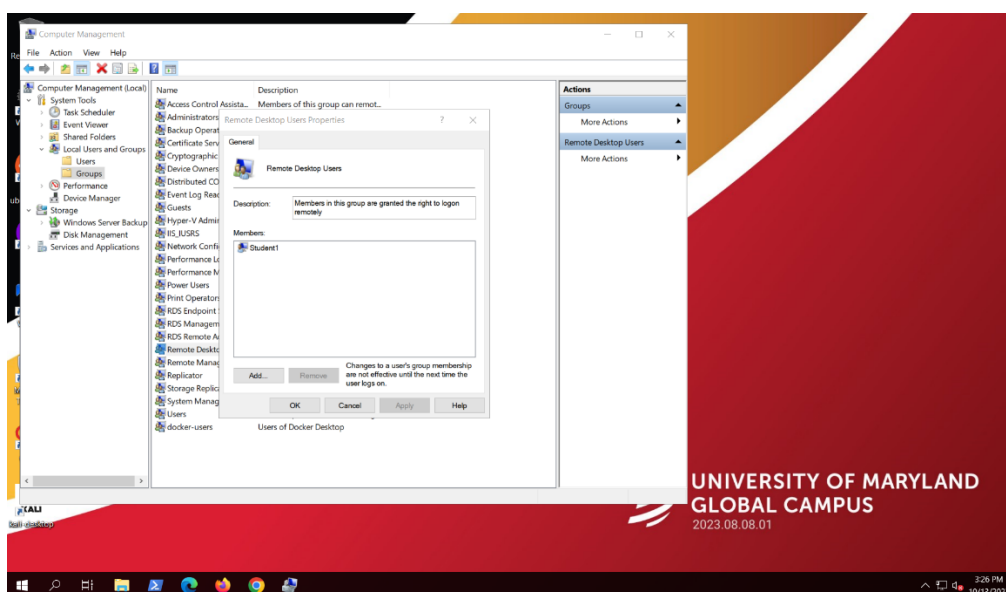 Computer Management
File Action View Help
Computer Management (Local)
System Tools
Task Scheduler
Event Viewer
Shared Folders
Local Users and Groups
Users
Groups
Performance
Device Manager
Storage
Windows Server Backup
Disk Management
Services and Applications
Name Description
Access Control Assista... Members of this group can remot...
Administrators
Backup Operat
Certificate Serv
Cryptographic
Device Owners
Distributed CO
Event Log Reac
Guests
Hyper-V Admir
IIS_IUSRS
Network Confi
Performance Lo
Performance M
Power Users
Print Operator
RDS Endpoint
RDS Managem
RDS Remote A
Remote Deskto
Remote Manag
Replicator
Storage Replica
System Manag
Users
docker-users Users of Docker Desktop
Remote Desktop Users Properties ? ×
General
Remote Desktop Users
Description: Members in this group are granted the right to logon
remotely
Members:
Student1
Add... Remove
Changes to a user's group membership
are not effective until the next time the
user logs on.
OK Cancel Apply Help
Actions
Groups
More Actions
Remote Desktop Users
More Actions
UNIVERSITY OF MARYLAND
GLOBAL CAMPUS
2023.08.08.01
KALI
kali-desktop
3:26 PM